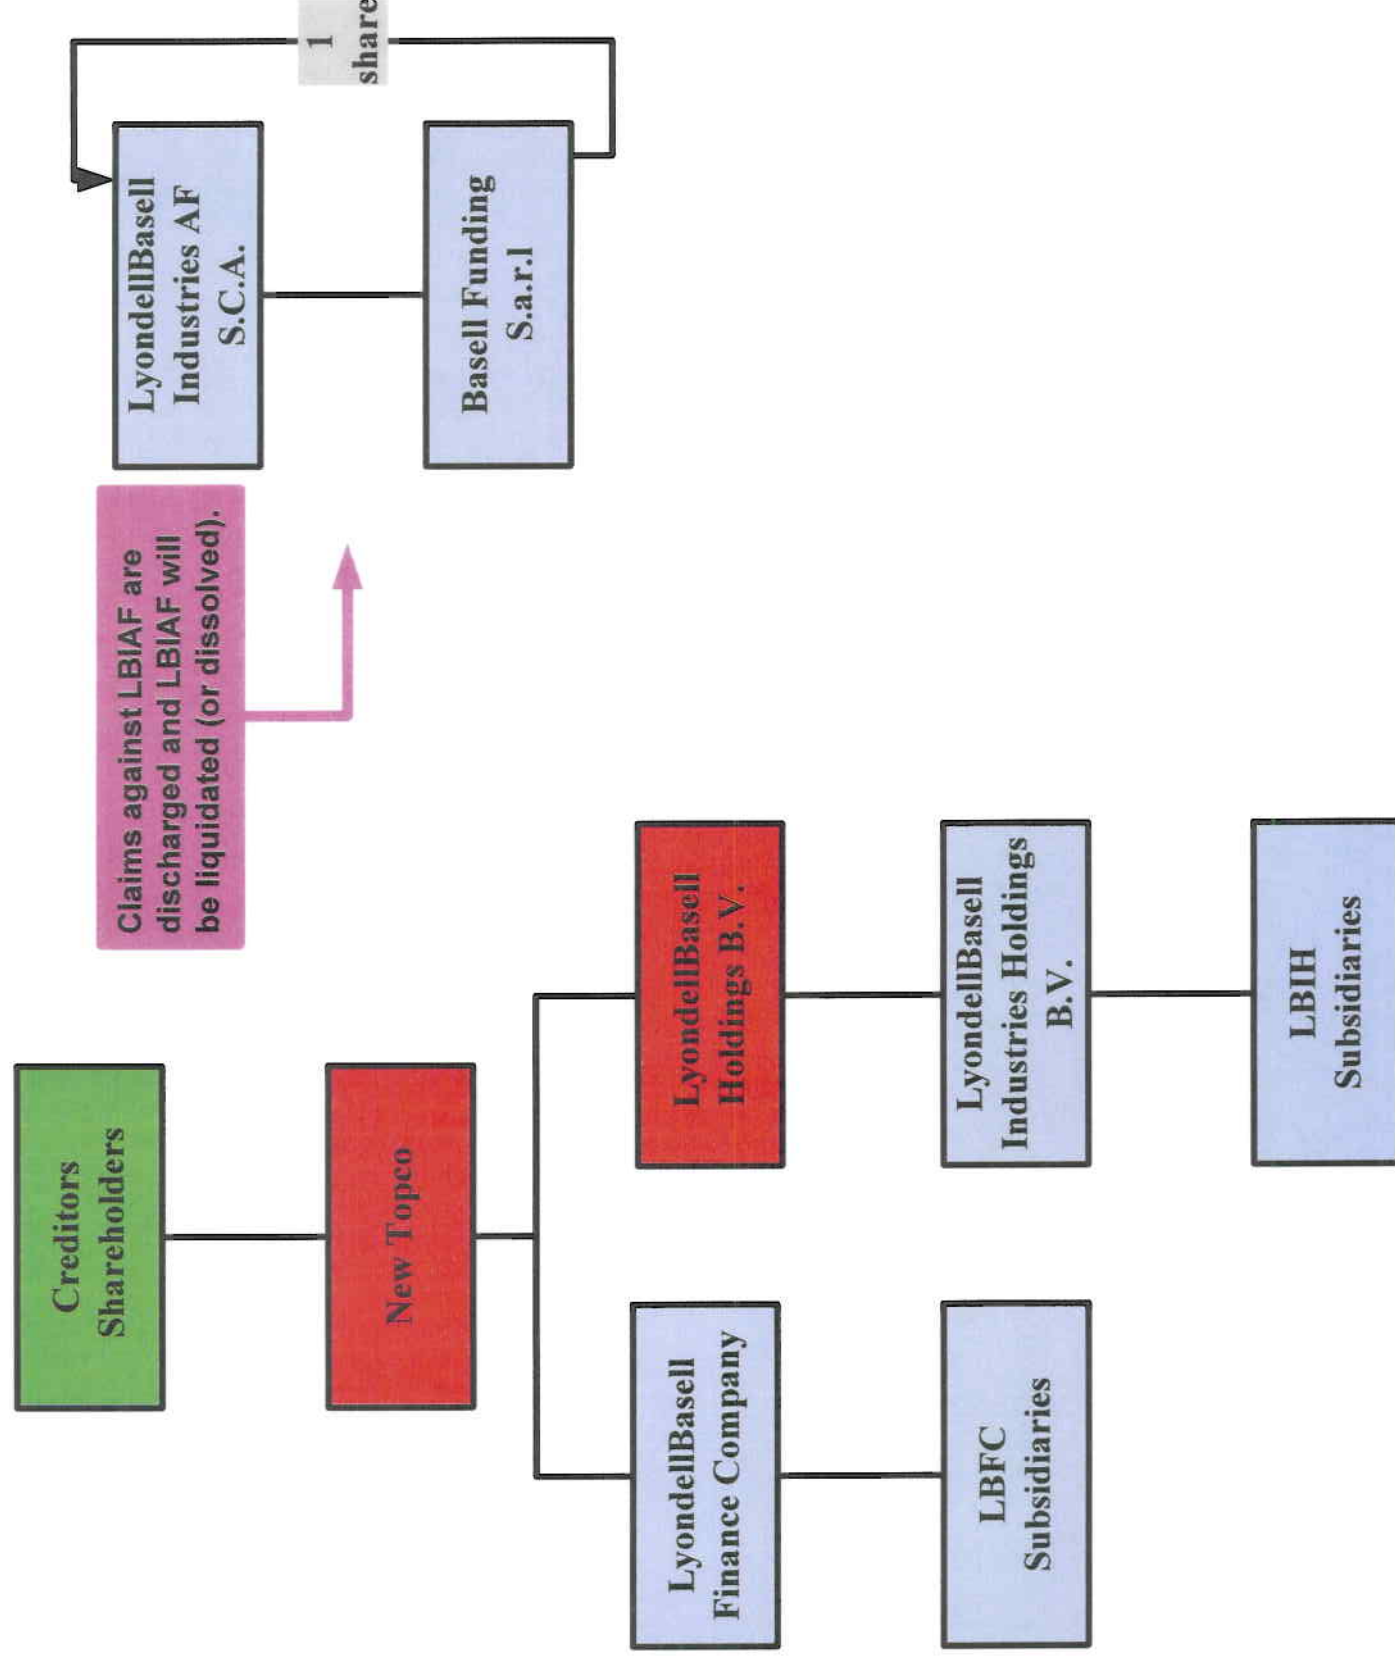 Creditors
Shareholders
New Topco
LyondellBasell
Finance Company
LBFC
Subsidiaries
LyondellBasell
Holdings B.V.
LyondellBasell
Industries Holdings
B.V.
LBIH
Subsidiaries
Claims against LBIAF are
discharged and LBIAF will
be liquidated (or dissolved).
LyondellBasell
Industries AF
S.C.A.
Basell Funding
S.a.r.l
1
share